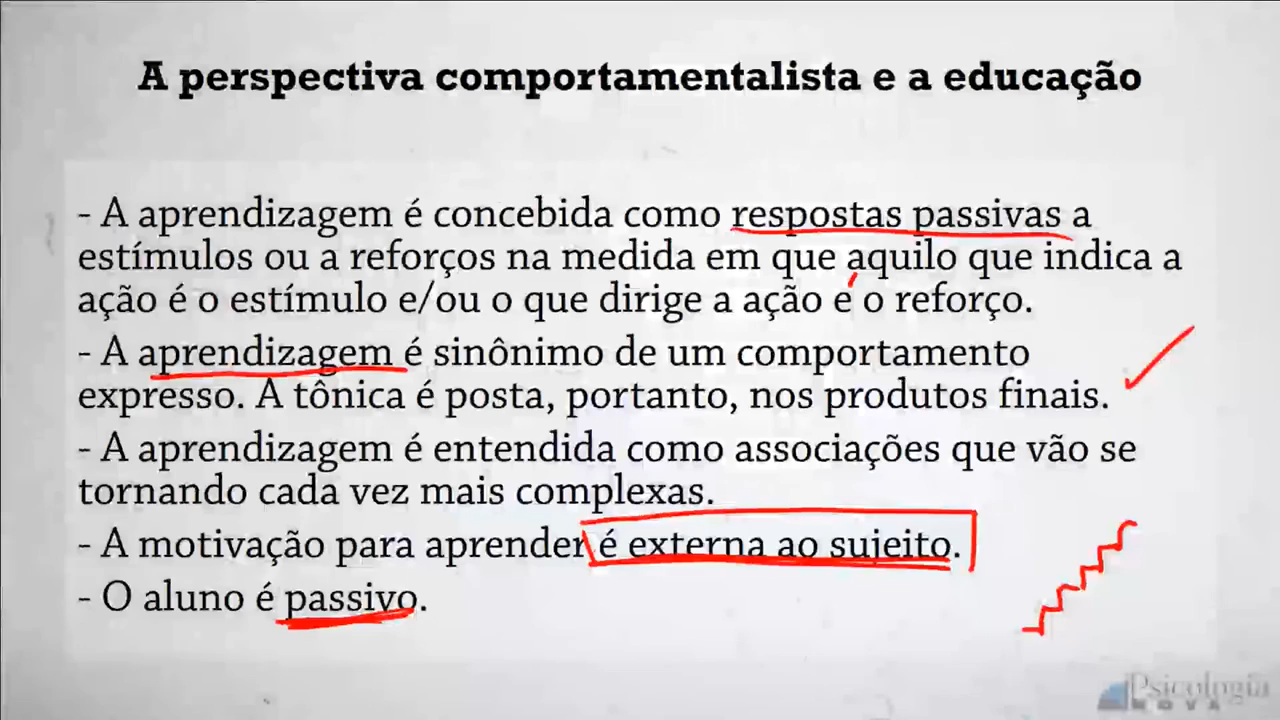 A perspectiva comportamentalista e a educação
- A aprendizagem é concebida como respostas passivas a
estímulos ou a reforços na medida em que aquilo que indica a
ação é o estímulo e/ou o que dirige a ação é o reforço.
- A aprendizagem é sinônimo de um comportamento
expresso. A tônica é posta, portanto, nos produtos finais.
- A aprendizagem é entendida como associações que vão se
tornando cada vez mais complexas.
- A motivação para aprender é externa ao sujeito.
- O aluno é passivo.
Psicologia
NOVA